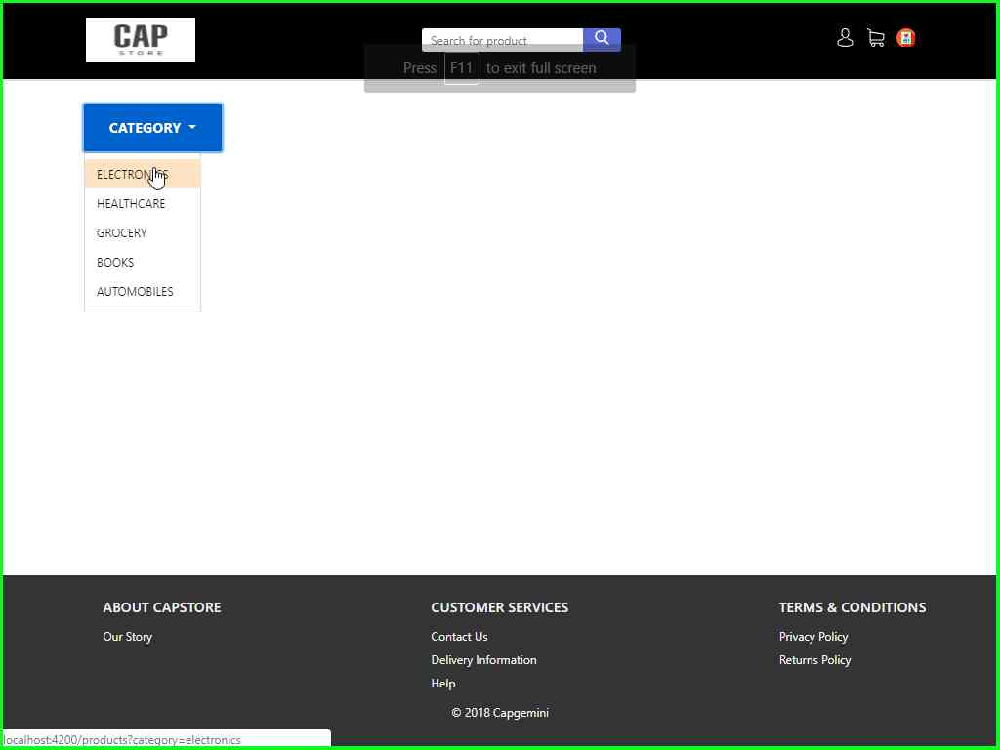 CAP
STORE
Search for product
Press F11 to exit full screen
CATEGORY
ELECTRONICS
HEALTHCARE
GROCERY
BOOKS
AUTOMOBILES
ABOUT CAPSTORE
Our Story
CUSTOMER SERVICES
Contact Us
Delivery Information
Help
TERMS & CONDITIONS
Privacy Policy
Returns Policy
© 2018 Capgemini
localhost:4200/products?category=electronics